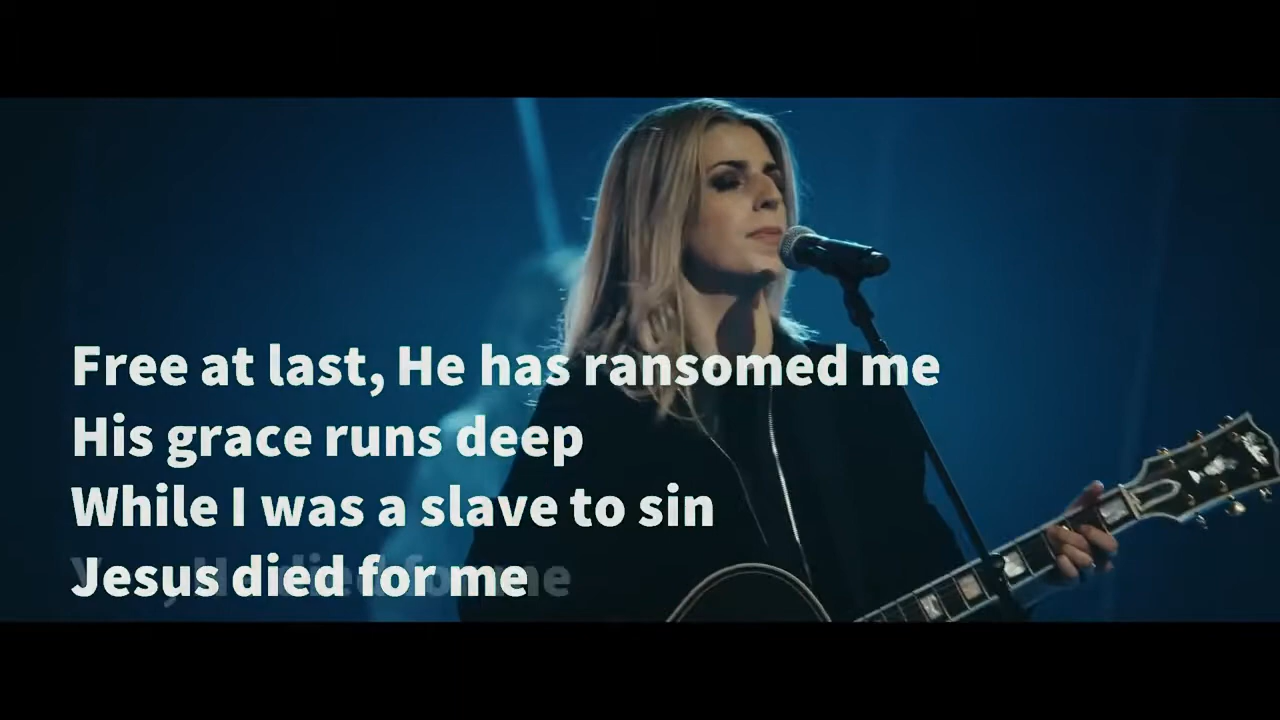 Free at last, He has ransomed me
His grace runs deep
While I was a slave to sin
Jesus died for me